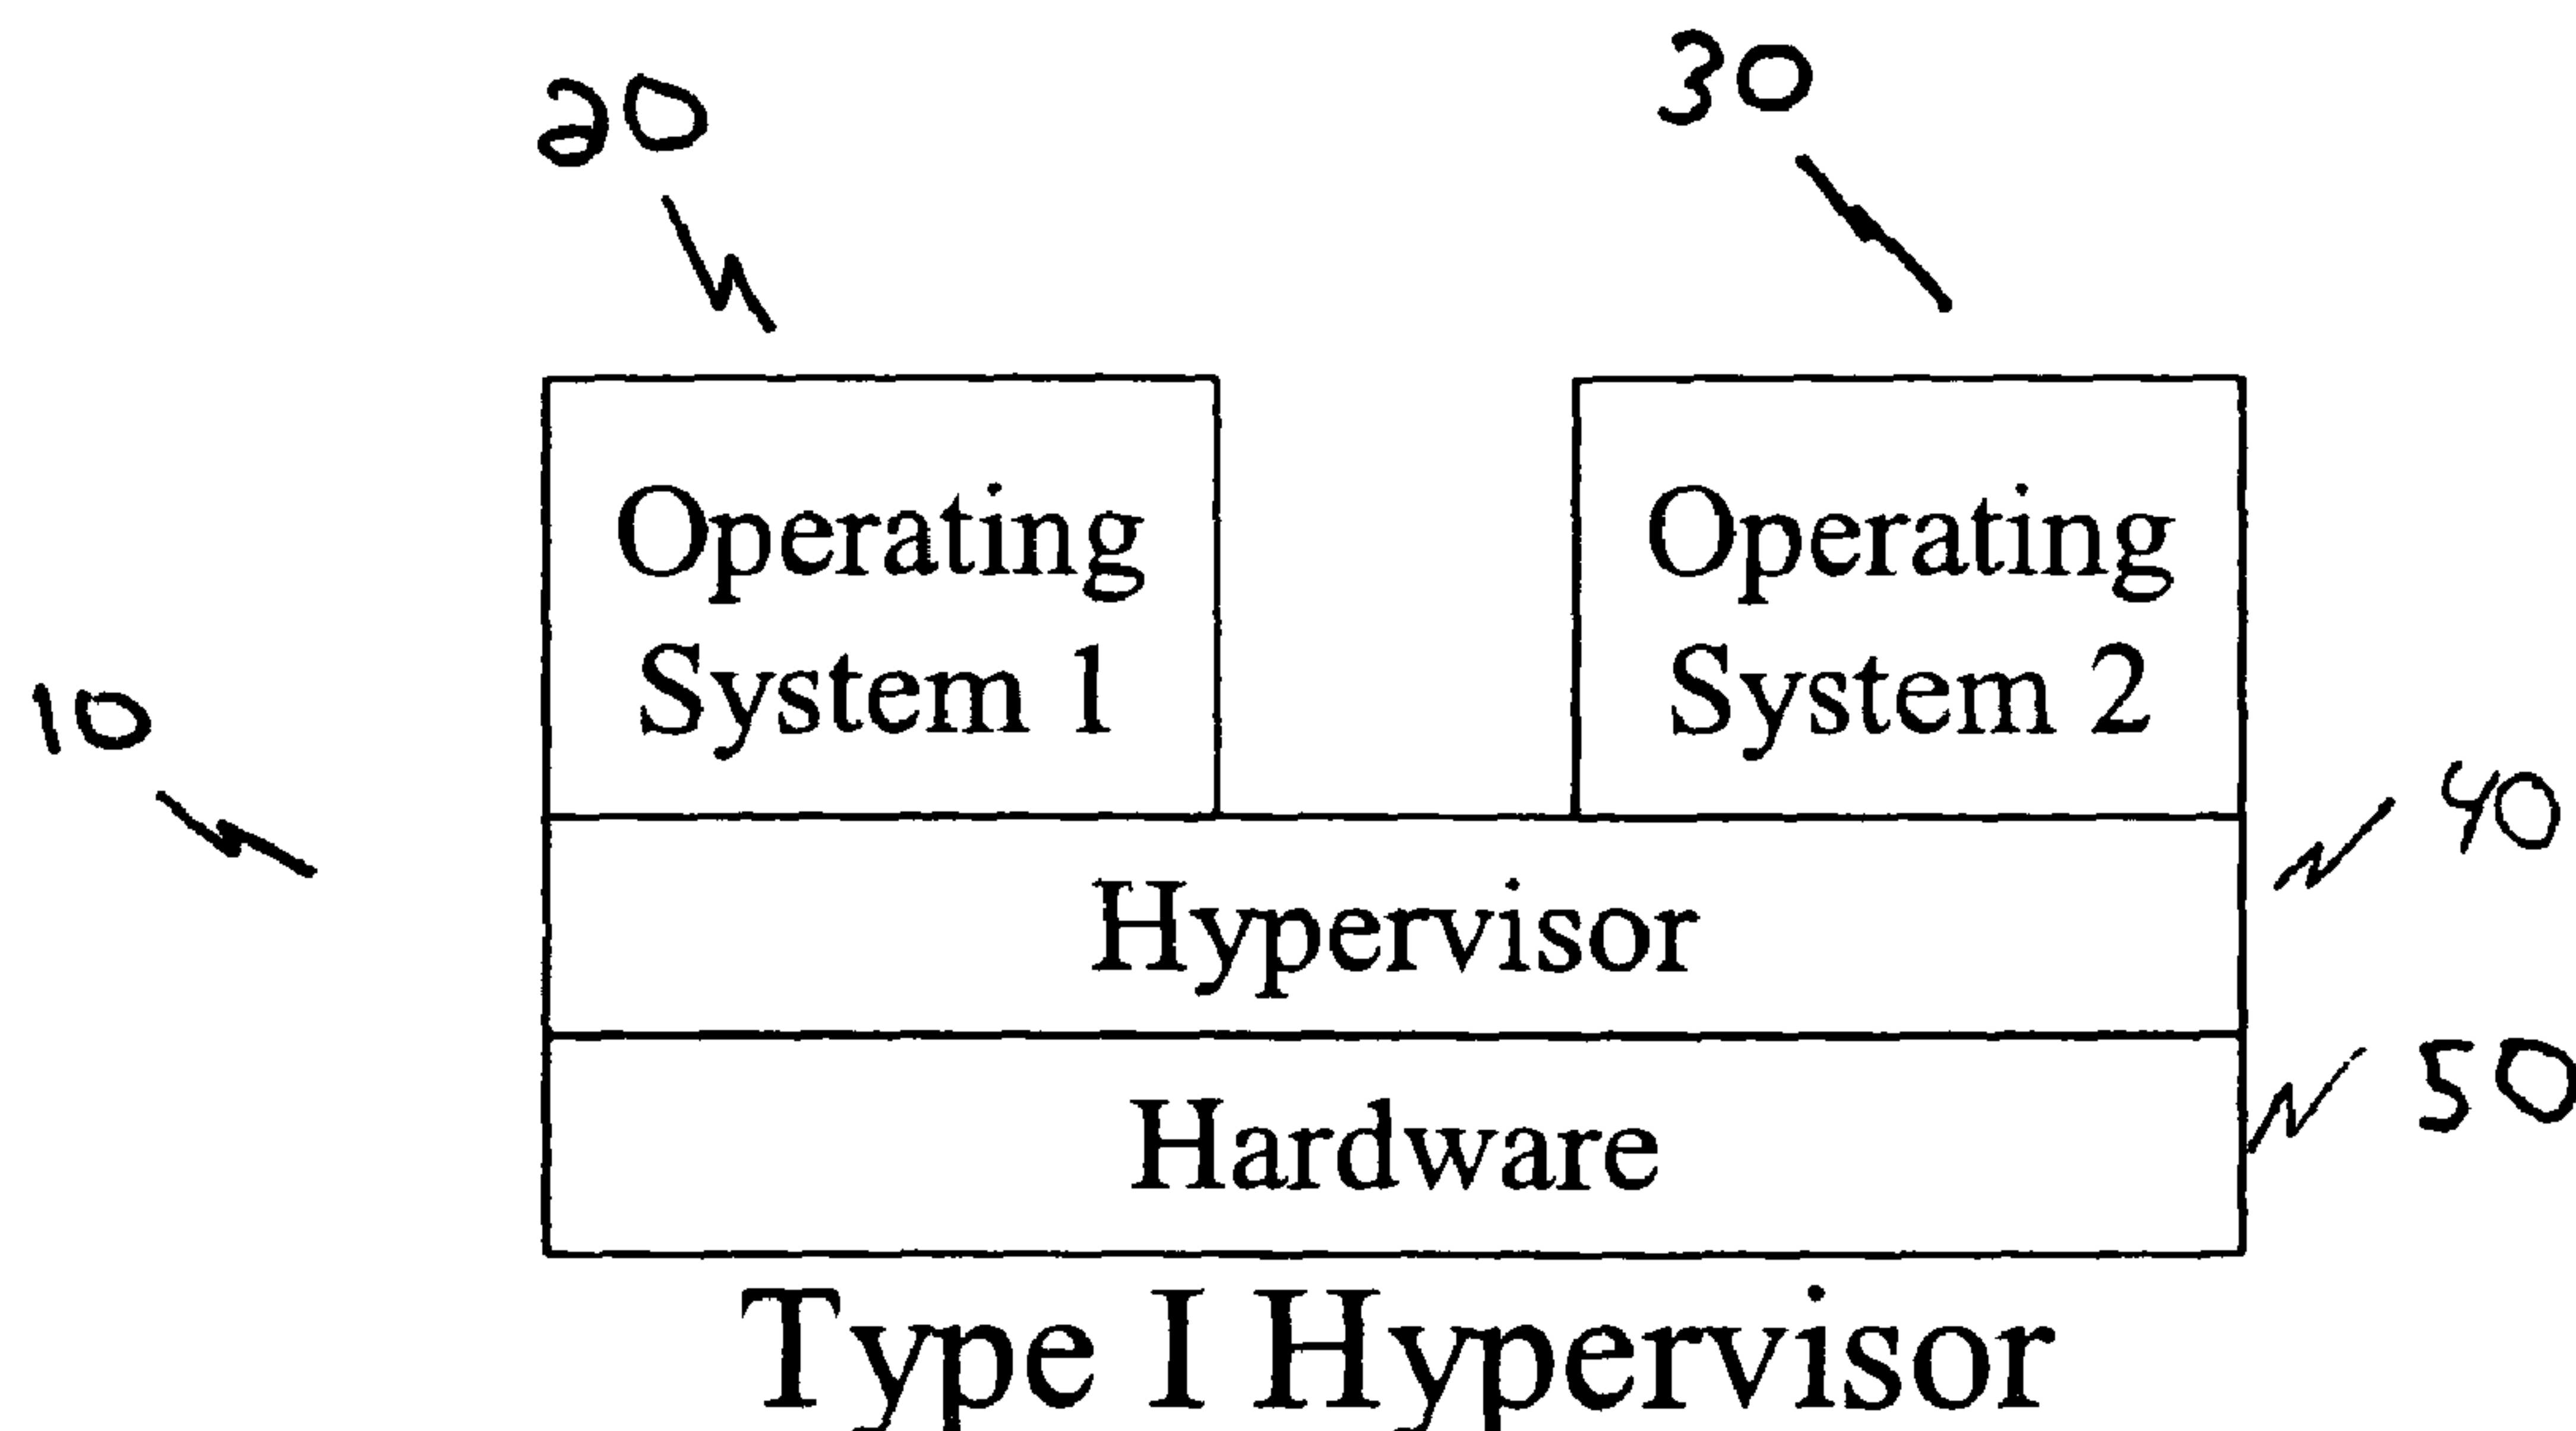 20
30
Operating
System 1
Operating
System 2
10
40
Hypervisor
50
Hardware
Type I Hypervisor